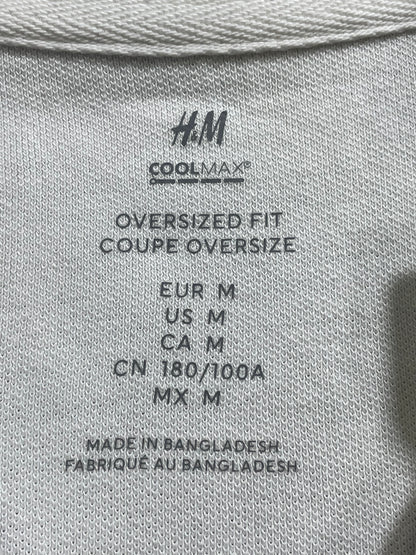 H&M
COOLMAX®
OVERSIZED FIT
COUPE OVERSIZE
EUR M
US M
CA M
CN 180/100A
MX M
MADE IN BANGLADESH
FABRIQUÉ AU BANGLADESH